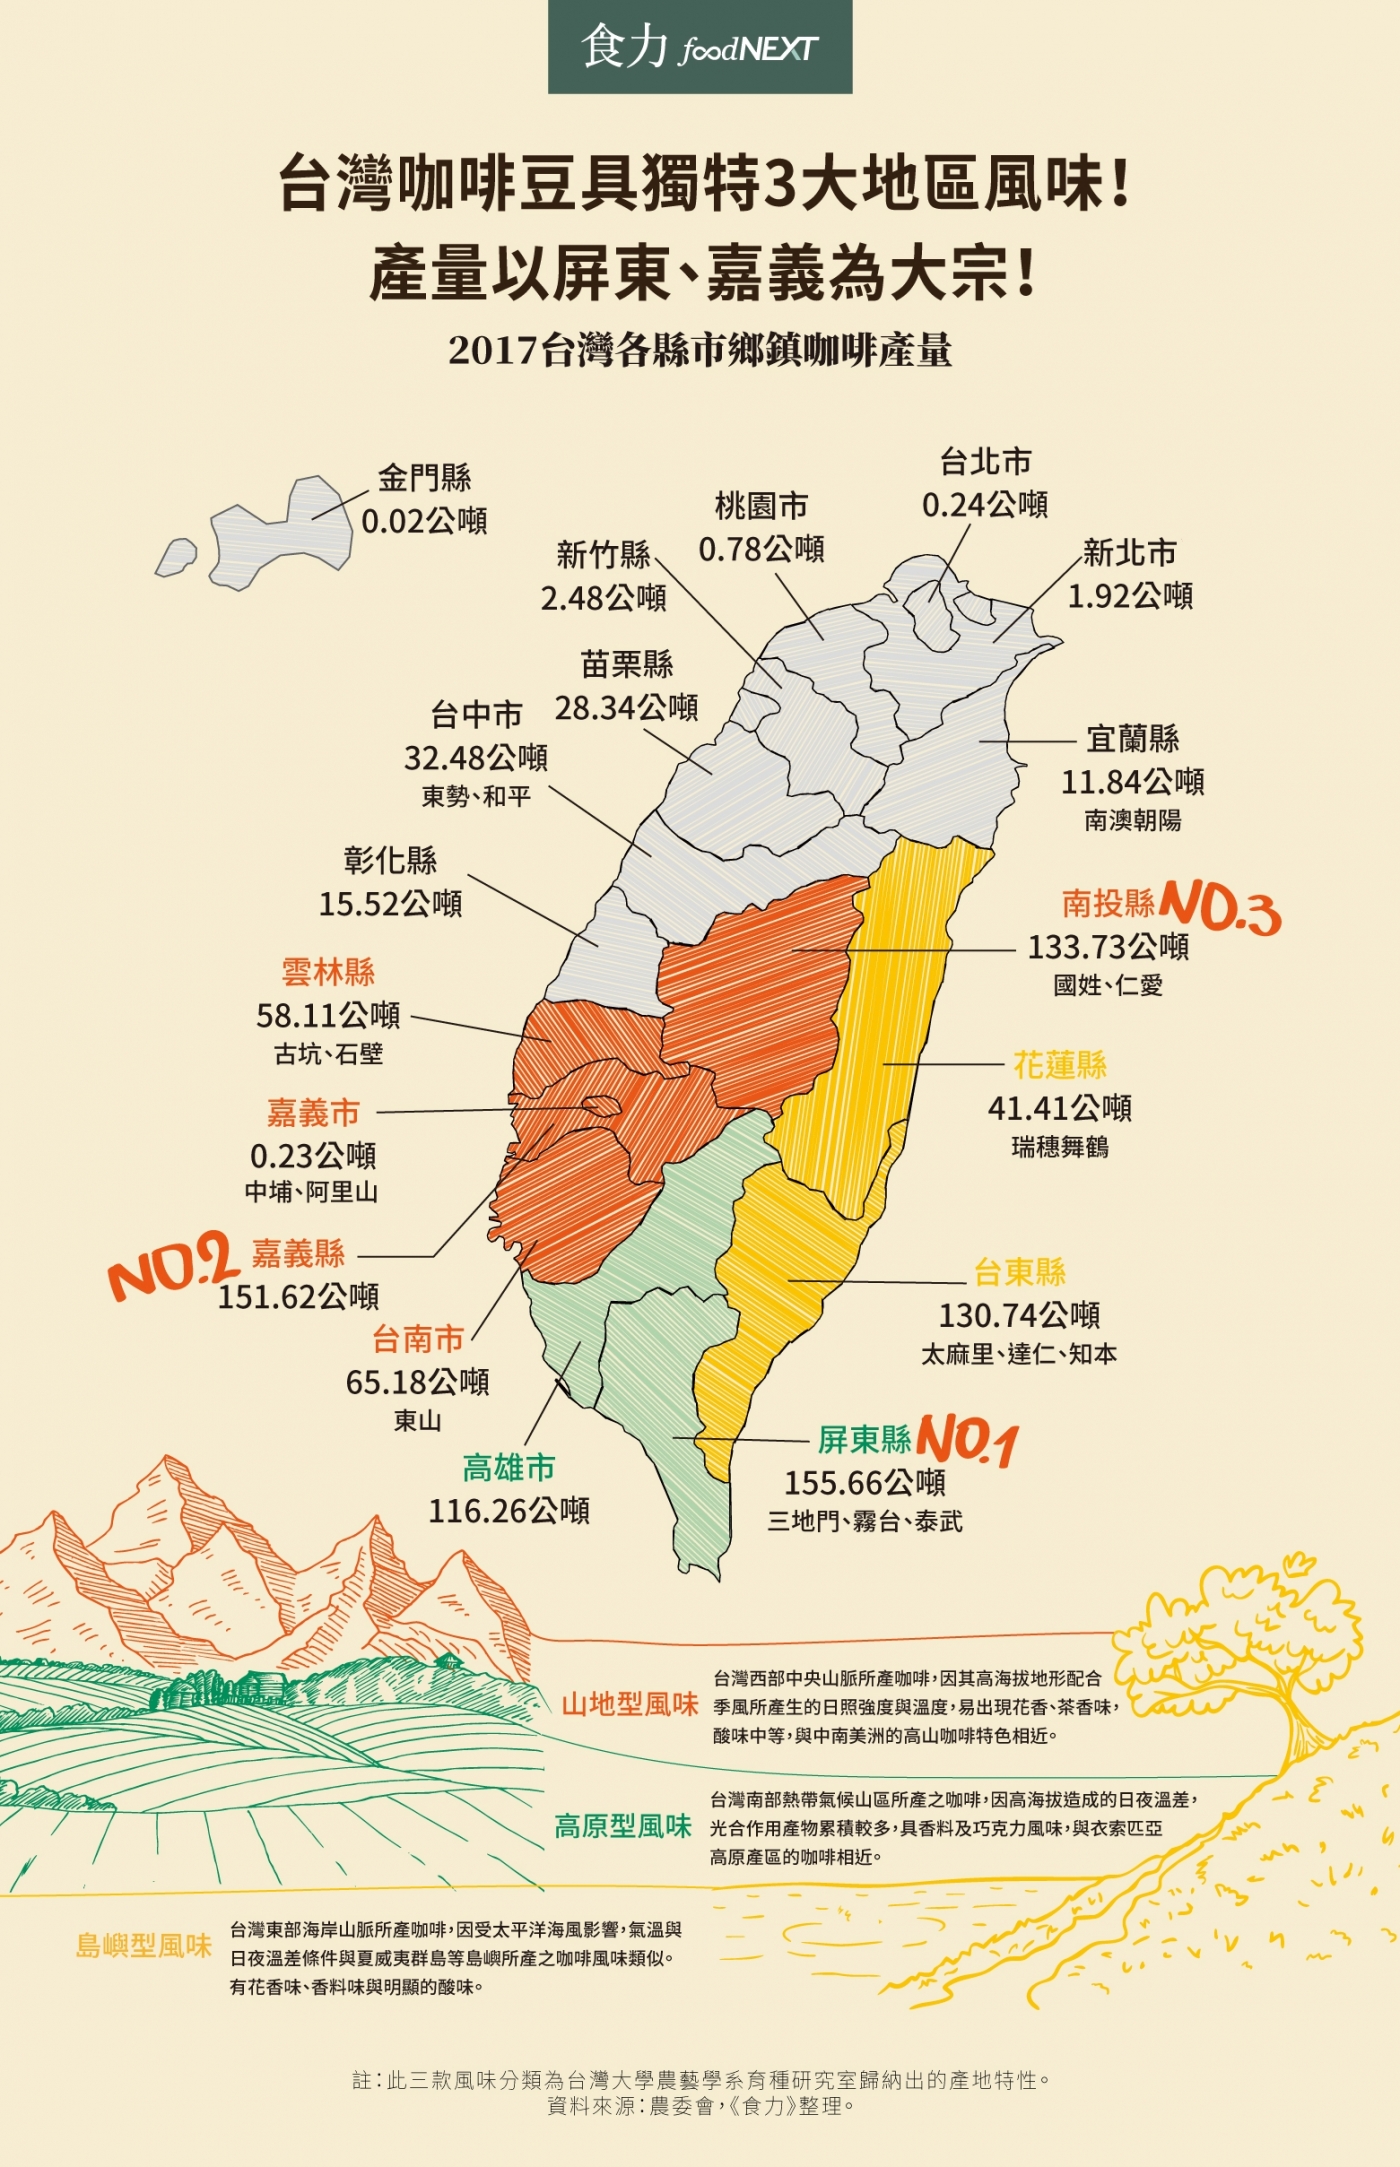 食力 foodNEXT
台灣咖啡豆具獨特3大地區風味！
產量以屏東、嘉義為大宗！
2017台灣各縣市鄉鎮咖啡產量
金門縣
0.02公噸
台北市
0.24公噸
桃園市
0.78公噸
新竹縣
2.48公噸
新北市
1.92公噸
苗栗縣
28.34公噸
台中市
32.48公噸
東勢、和平
宜蘭縣
11.84公噸
南澳朝陽
彰化縣
15.52公噸
南投縣 NO.3
133.73公噸
國姓、仁愛
雲林縣
58.11公噸
古坑、石壁
花蓮縣
41.41公噸
瑞穗舞鶴
嘉義市
0.23公噸
中埔、阿里山
NO.2 嘉義縣
151.62公噸
台東縣
130.74公噸
太麻里、達仁、知本
台南市
65.18公噸
東山
屏東縣 NO.1
155.66公噸
三地門、霧台、泰武
高雄市
116.26公噸
山地型風味
台灣西部中央山脈所產咖啡，因其高海拔地形配合
季風所產生的日照強度與溫度，易出現花香、茶香味，
酸味中等，與中南美洲的高山咖啡特色相近。
高原型風味
台灣南部熱帶氣候山區所產之咖啡，因高海拔造成的日夜溫差，
光合作用產物累積較多，具香料及巧克力風味，與衣索匹亞
高原產區的咖啡相近。
島嶼型風味
台灣東部海岸山脈所產咖啡，因受太平洋海風影響，氣溫與
日夜溫差條件與夏威夷群島等島嶼所產之咖啡風味類似。
有花香味、香料味與明顯的酸味。
註：此三款風味分類為台灣大學農藝學系育種研究室歸納出的產地特性。
資料來源：農委會，《食力》整理。